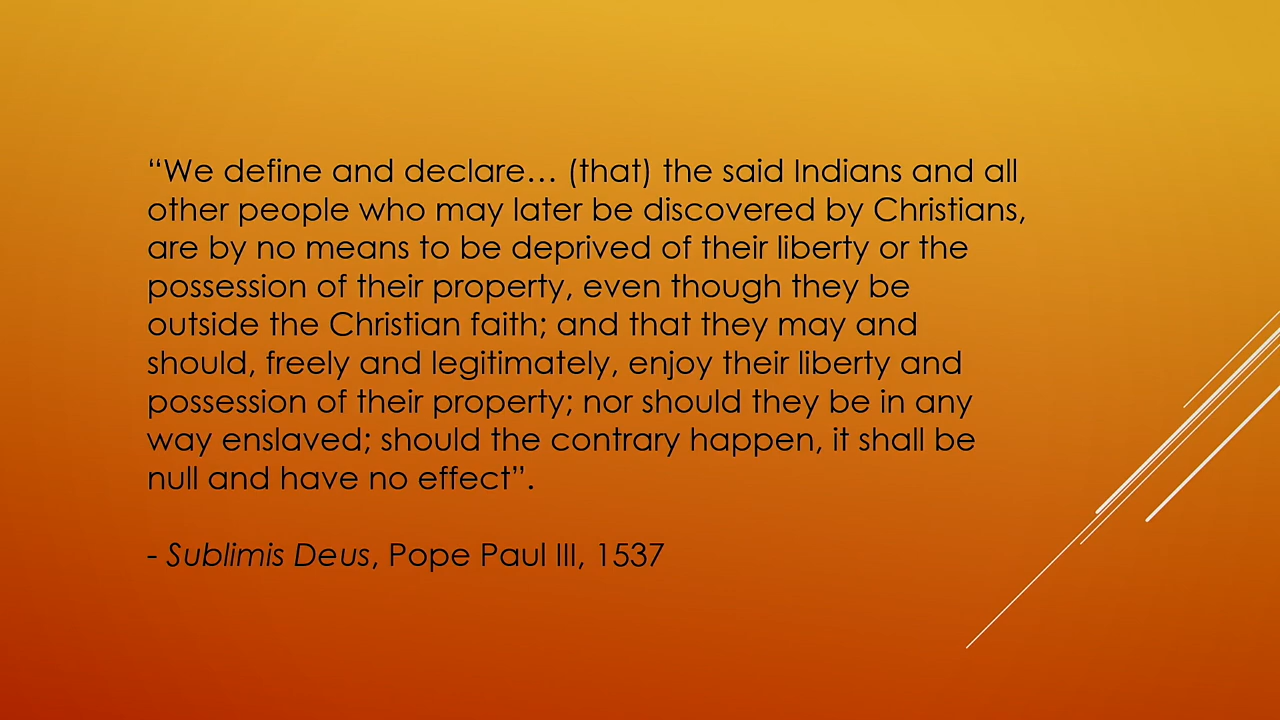 “We define and declare… (that) the said Indians and all
other people who may later be discovered by Christians,
are by no means to be deprived of their liberty or the
possession of their property, even though they be
outside the Christian faith; and that they may and
should, freely and legitimately, enjoy their liberty and
possession of their property; nor should they be in any
way enslaved; should the contrary happen, it shall be
null and have no effect”.
- Sublimis Deus, Pope Paul III, 1537